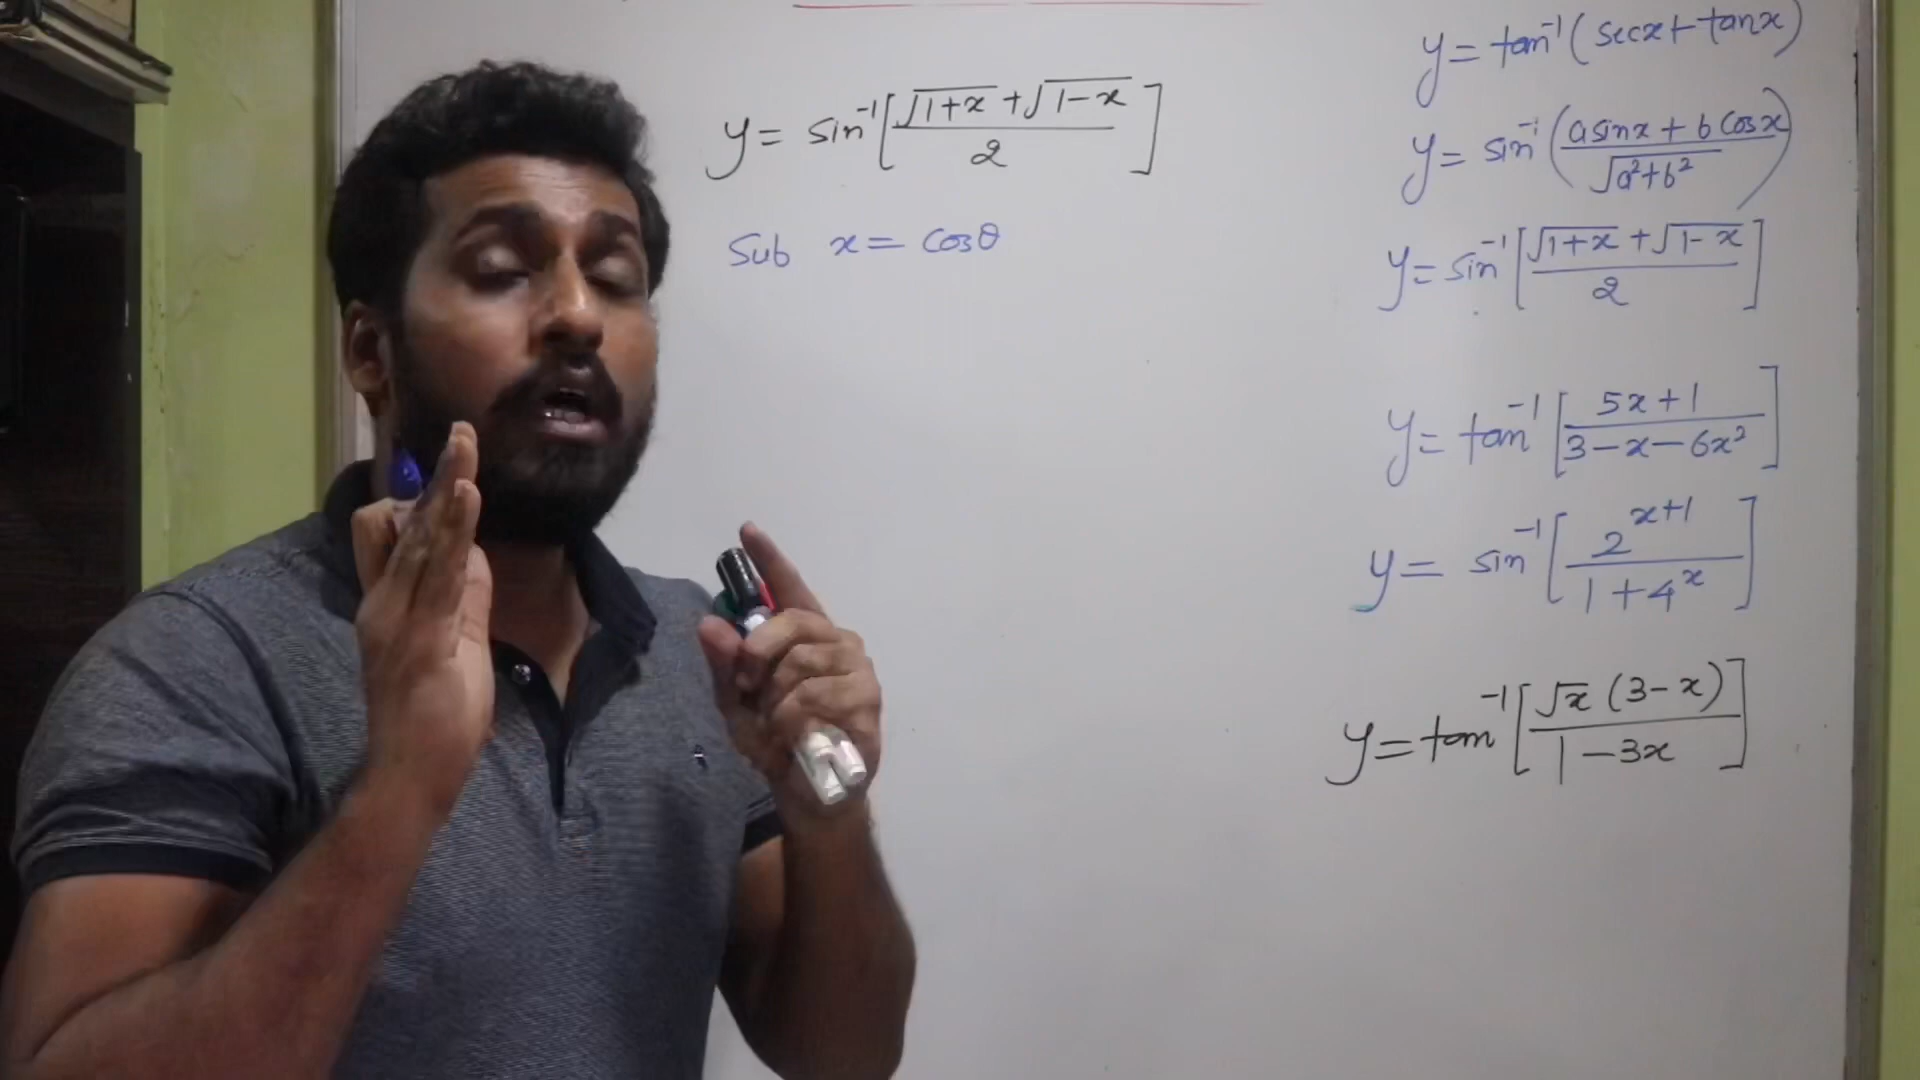 y = sin⁻¹[(√(1+x) + √(1-x))/2]
Sub x = cosθ
y = tan⁻¹(secx + tanx)
y = sin⁻¹((a sinx + b cosx)/√(a²+b²))
y = sin⁻¹[(√(1+x) + √(1-x))/2]
y = tan⁻¹[(5x+1)/(3-x-6x²)]
y = sin⁻¹[2^(x+1)/(1+4^x)]
y = tan⁻¹[√x (3-x)/(1-3x)]